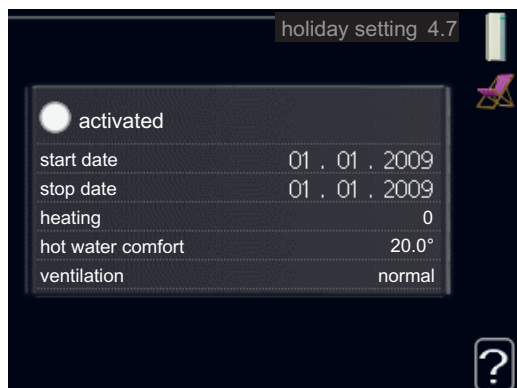 holiday setting 4.7
activated
start date 01 . 01 . 2009
stop date 01 . 01 . 2009
heating 0
hot water comfort 20.0°
ventilation normal
?